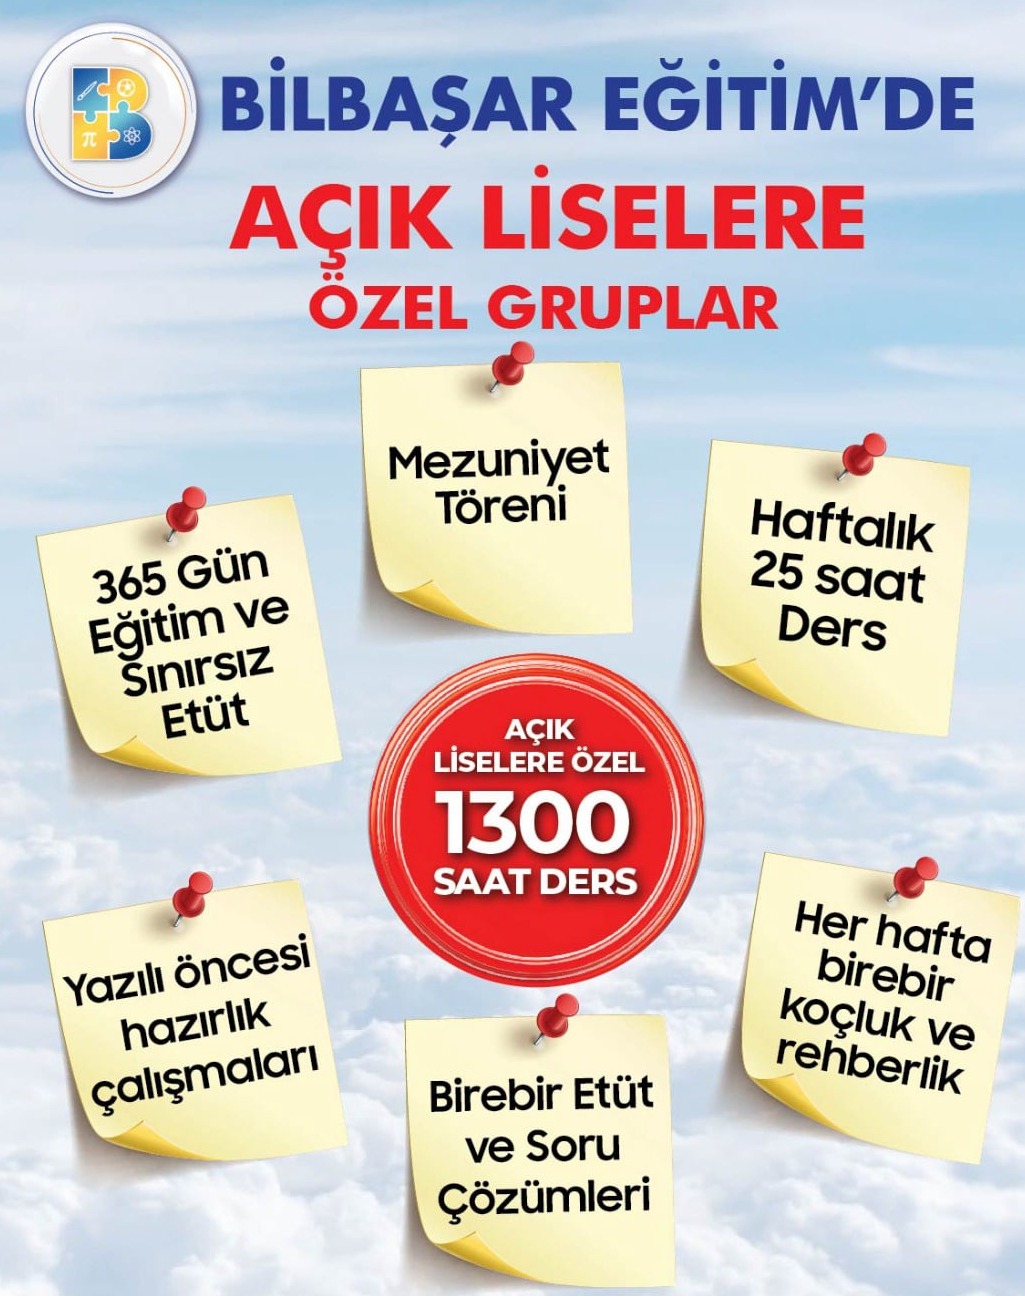 BİLBAŞAR EĞİTİM'DE
AÇIK LİSELERE
ÖZEL GRUPLAR
Mezuniyet
Töreni
Haftalık
25 saat
Ders
365 Gün
Eğitim ve
Sınırsız
Etüt
AÇIK
LİSELERE ÖZEL
1300
SAAT DERS
Yazılı öncesi
hazırlık
çalışmaları
Her hafta
birebir
koçluk ve
rehberlik
Birebir Etüt
ve Soru
Çözümleri